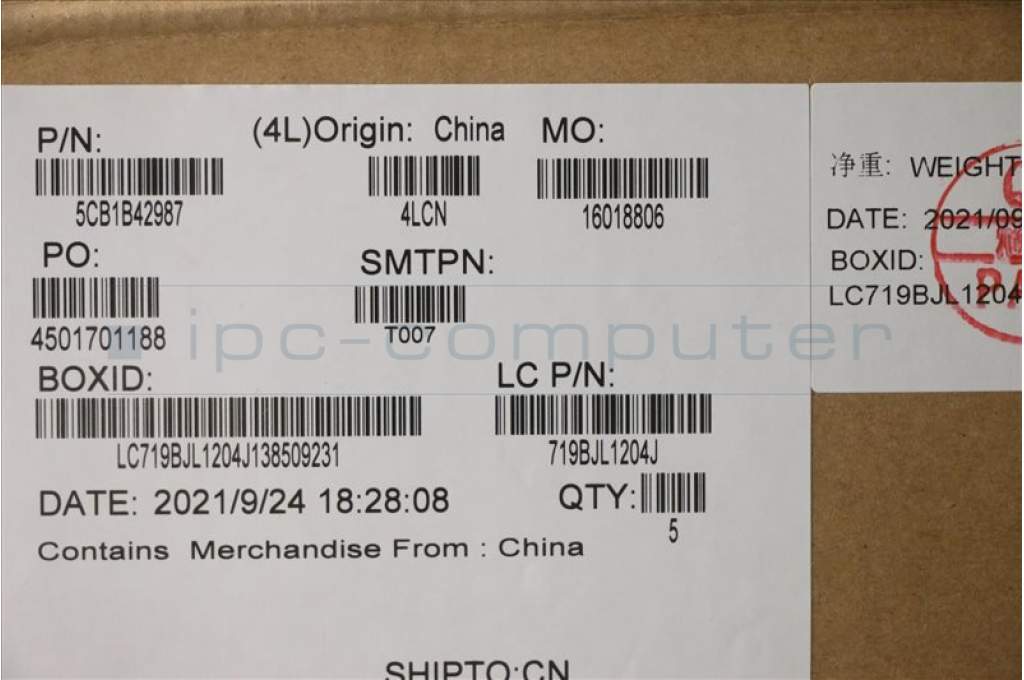 P/N: (4L)Origin: China MO:
5CB1B42987 4LCN 16018806
PO: SMTPN:
4501701188 T007
BOXID: LC P/N:
LC719BJL1204J138509231 719BJL1204J
DATE: 2021/9/24 18:28:08 QTY:
5
Contains Merchandise From : China
SHIPTO:CN
净重: WEIGHT
DATE: 2021/09
BOXID:
LC719BJL1204
ipc-computer